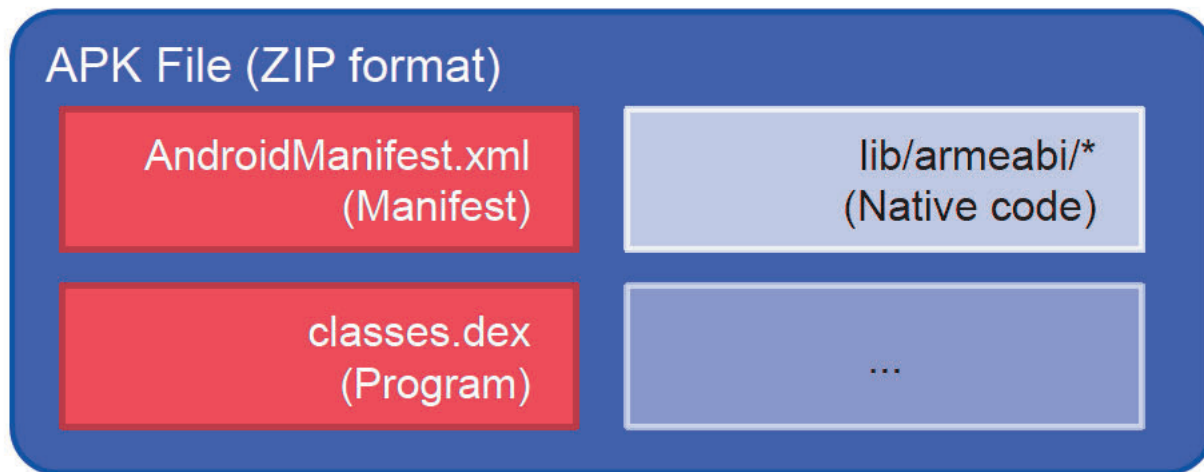 APK File (ZIP format)
AndroidManifest.xml
(Manifest)
lib/armeabi/*
(Native code)
classes.dex
(Program)
...